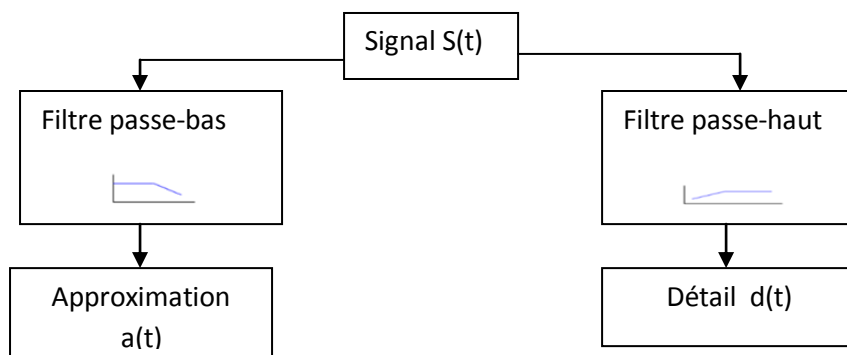 Signal S(t)
Filtre passe-bas
Filtre passe-haut
Approximation
a(t)
Détail d(t)